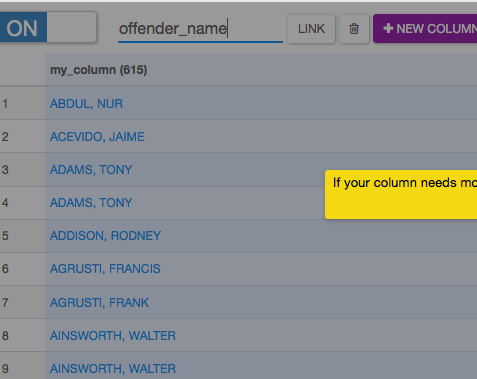 ON offender_name LINK + NEW COLUMN
my_column (615)
1 ABDUL, NUR
2 ACEVIDO, JAIME
3 ADAMS, TONY
If your column needs mo
4 ADAMS, TONY
5 ADDISON, RODNEY
6 AGRUSTI, FRANCIS
7 AGRUSTI, FRANK
8 AINSWORTH, WALTER
9 AINSWORTH, WALTER